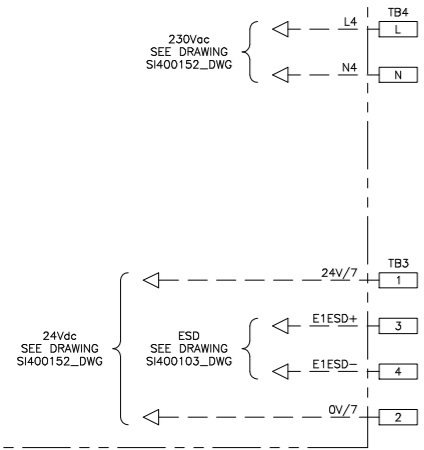 TB4
L4
L
230Vac
SEE DRAWING
SI400152_DWG
N4
N
TB3
24V/7
1
E1ESD+
3
24Vdc
SEE DRAWING
SI400152_DWG
ESD
SEE DRAWING
SI400103_DWG
E1ESD-
4
0V/7
2